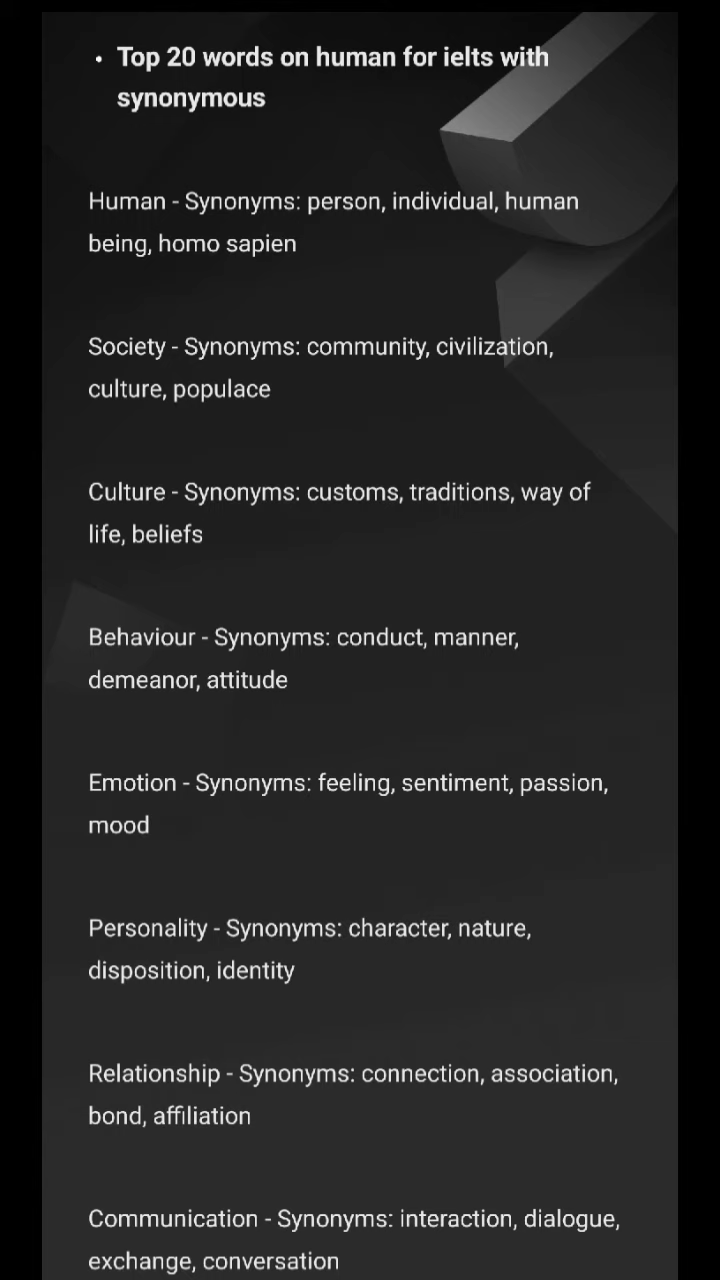 • Top 20 words on human for ielts with
synonymous
Human - Synonyms: person, individual, human
being, homo sapien
Society - Synonyms: community, civilization,
culture, populace
Culture - Synonyms: customs, traditions, way of
life, beliefs
Behaviour - Synonyms: conduct, manner,
demeanor, attitude
Emotion - Synonyms: feeling, sentiment, passion,
mood
Personality - Synonyms: character, nature,
disposition, identity
Relationship - Synonyms: connection, association,
bond, affiliation
Communication - Synonyms: interaction, dialogue,
exchange, conversation